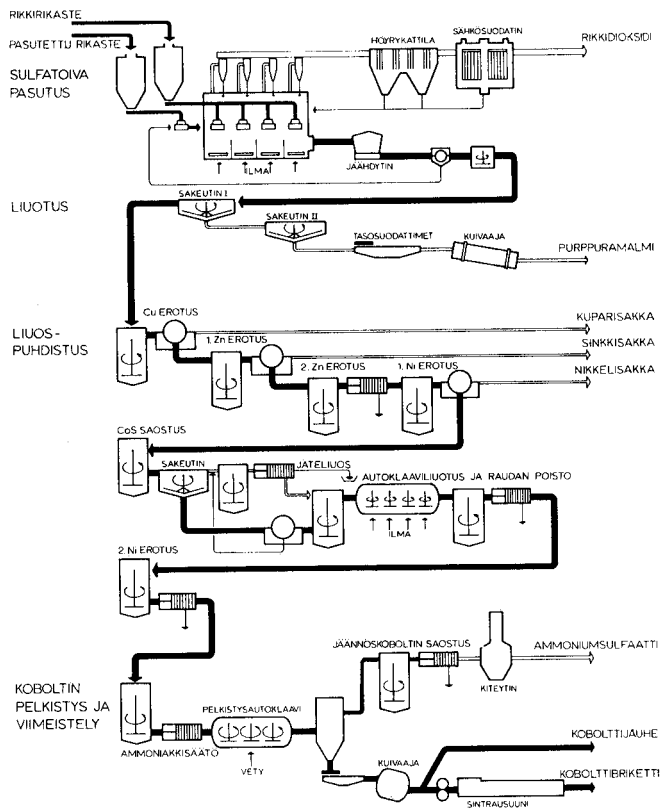 RIKKIRIKASTE
PASUTETTU RIKASTE
SULFATOIVA
PASUTUS
HÖYRYKATTILA
SÄHKÖSUODATIN
RIKKIDIOKSIDI
ILMA
JÄÄHDYTIN
LIUOTUS
SAKEUTIN I
SAKEUTIN II
TASOSUODATTIMET
KUIVAAJA
PURPPURAMALMI
LIUOS-
PUHDISTUS
Cu EROTUS
KUPARISAKKA
1. Zn EROTUS
SINKKISAKKA
2. Zn EROTUS
1. Ni EROTUS
NIKKELISAKKA
CoS SAOSTUS
SAKEUTIN
JÄTELIUOS
AUTOKLAAVILIUOTUS JA RAUDAN POISTO
ILMA
2. Ni EROTUS
KOBOLTIN
PELKISTYS JA
VIIMEISTELY
JÄÄNNÖSKOBOLTIN SAOSTUS
AMMONIUMSULFAATTI
KITEYTIN
PELKISTYSAUTOKLAAVI
AMMONIAKKISÄÄTÖ
VETY
KUIVAAJA
KOBOLTTIJAUHE
KOBOLTTIBRIKETTI
SINTRAUSUUNI